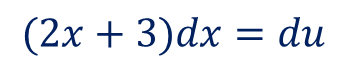 (2x + 3)dx = du